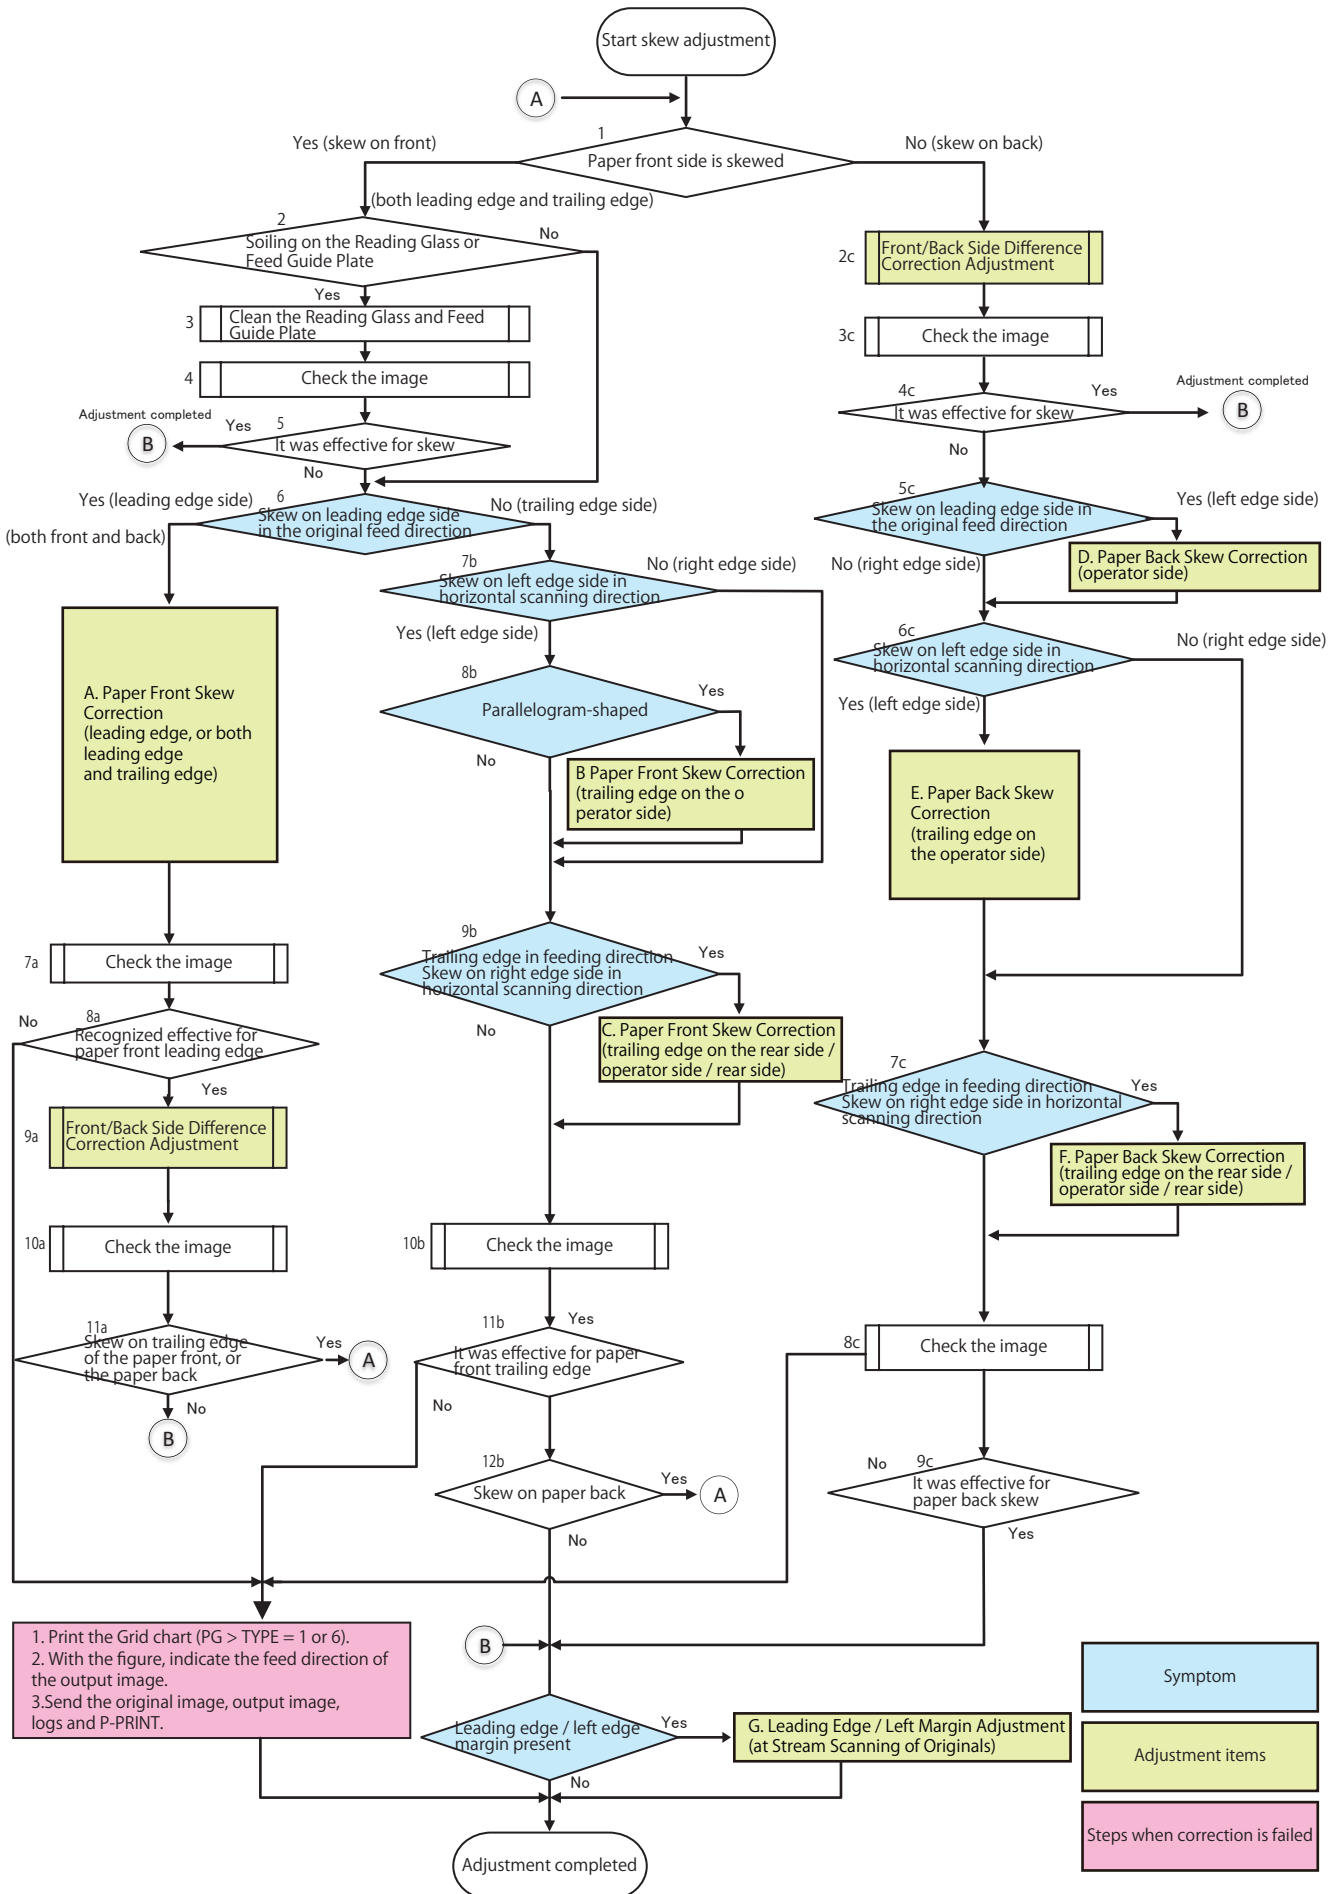 Start skew adjustment
A
1
Paper front side is skewed
Yes (skew on front)
No (skew on back)
(both leading edge and trailing edge)
2
Soiling on the Reading Glass or
Feed Guide Plate
No
Yes
3
Clean the Reading Glass and Feed
Guide Plate
4
Check the image
Adjustment completed
B
Yes
5
It was effective for skew
No
2c
Front/Back Side Difference
Correction Adjustment
3c
Check the image
4c
It was effective for skew
Yes
Adjustment completed
B
No
Yes (leading edge side)
6
Skew on leading edge side
in the original feed direction
No (trailing edge side)
(both front and back)
5c
Skew on leading edge side in
the original feed direction
Yes (left edge side)
D. Paper Back Skew Correction
(operator side)
No (right edge side)
7b
Skew on left edge side in
horizontal scanning direction
No (right edge side)
Yes (left edge side)
6c
Skew on left edge side in
horizontal scanning direction
No (right edge side)
Yes (left edge side)
A. Paper Front Skew
Correction
(leading edge, or both
leading edge
and trailing edge)
8b
Parallelogram-shaped
Yes
No
B Paper Front Skew Correction
(trailing edge on the o
perator side)
E. Paper Back Skew
Correction
(trailing edge on
the operator side)
7a
Check the image
9b
Trailing edge in feeding direction
Skew on right edge side in
horizontal scanning direction
Yes
No
C. Paper Front Skew Correction
(trailing edge on the rear side /
operator side / rear side)
No
8a
Recognized effective for
paper front leading edge
Yes
7c
Trailing edge in feeding direction
Skew on right edge side in horizontal
scanning direction
Yes
F. Paper Back Skew Correction
(trailing edge on the rear side /
operator side / rear side)
9a
Front/Back Side Difference
Correction Adjustment
10a
Check the image
10b
Check the image
11a
Skew on trailing edge
of the paper front, or
the paper back
Yes
A
No
B
11b
Yes
It was effective for paper
front trailing edge
No
8c
Check the image
12b
Skew on paper back
Yes
A
No
No
9c
It was effective for
paper back skew
Yes
1. Print the Grid chart (PG > TYPE = 1 or 6).
2. With the figure, indicate the feed direction of
the output image.
3.Send the original image, output image,
logs and P-PRINT.
B
Leading edge / left edge
margin present
Yes
G. Leading Edge / Left Margin Adjustment
(at Stream Scanning of Originals)
No
Adjustment completed
Symptom
Adjustment items
Steps when correction is failed